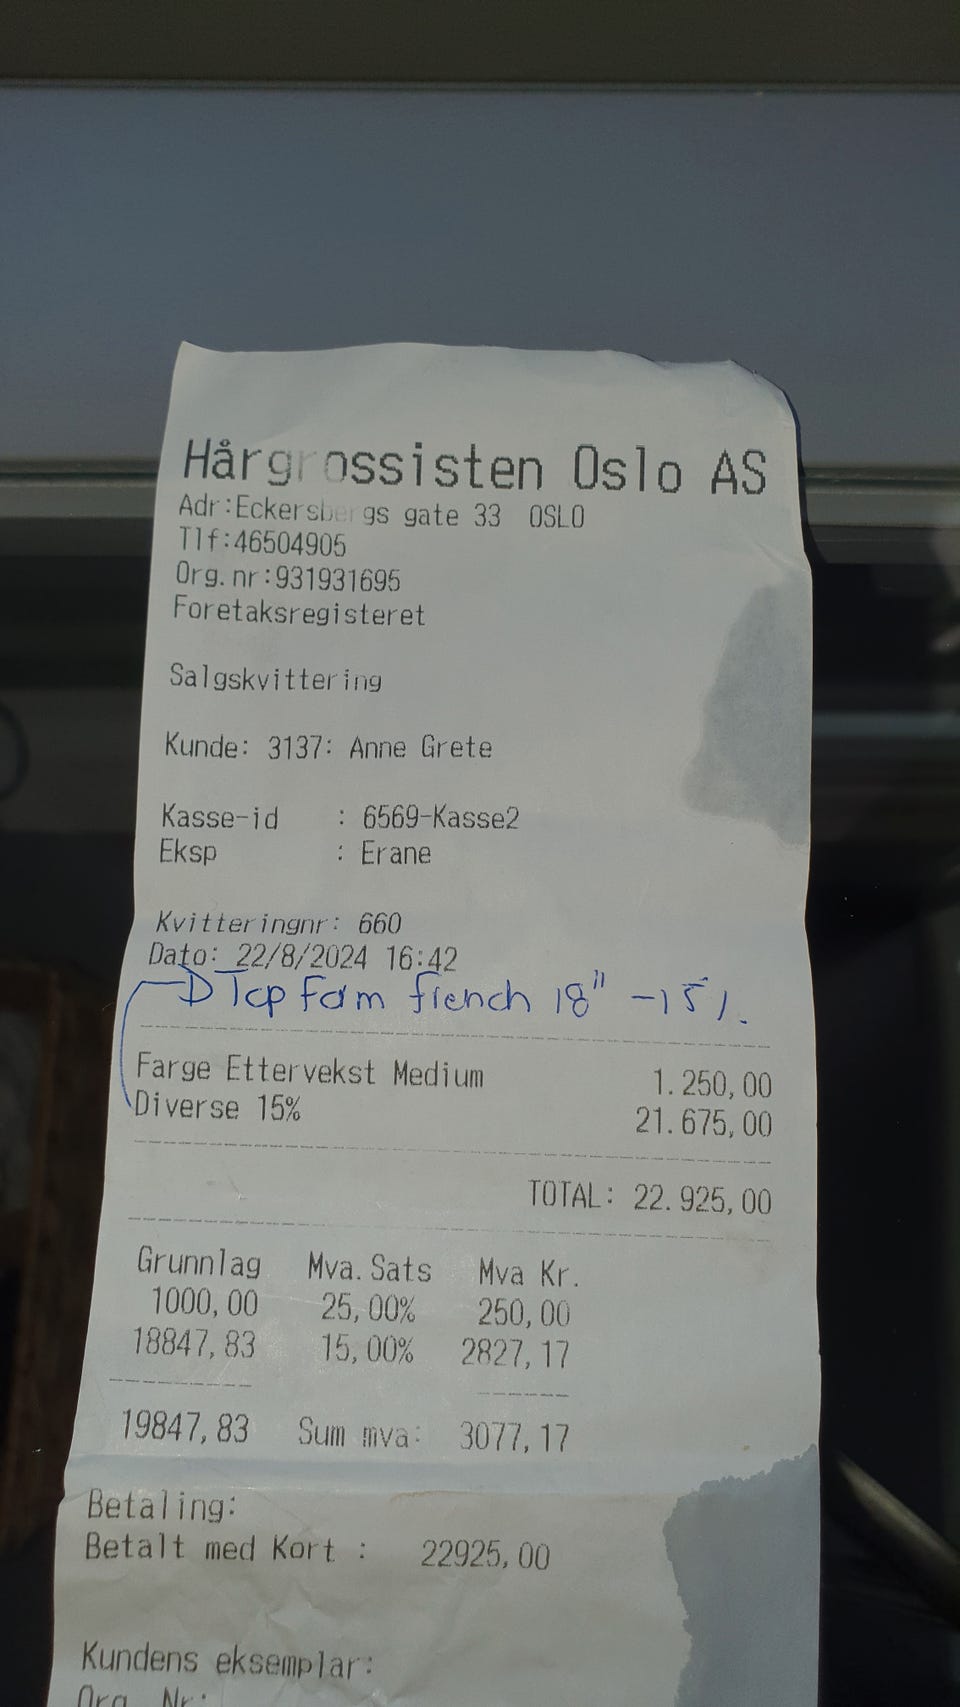 Hårgrossisten Oslo AS
Adr:Eckersbergs gate 33 OSLO
Tlf:46504905
Org.nr:931931695
Foretaksregisteret
Salgskvittering
Kunde: 3137: Anne Grete
Kasse-id : 6569-Kasse2
Eksp : Erane
Kvitteringnr: 660
Dato: 22/8/2024 16:42
Top fam french 18" -15%.
Farge Ettervekst Medium 1.250,00
Diverse 15% 21.675,00
TOTAL: 22.925,00
Grunnlag Mva.Sats Mva Kr.
1000,00 25,00% 250,00
18847,83 15,00% 2827,17
19847,83 Sum mva: 3077,17
Betaling:
Betalt med Kort : 22925,00
Kundens eksemplar:
Org. Nr: